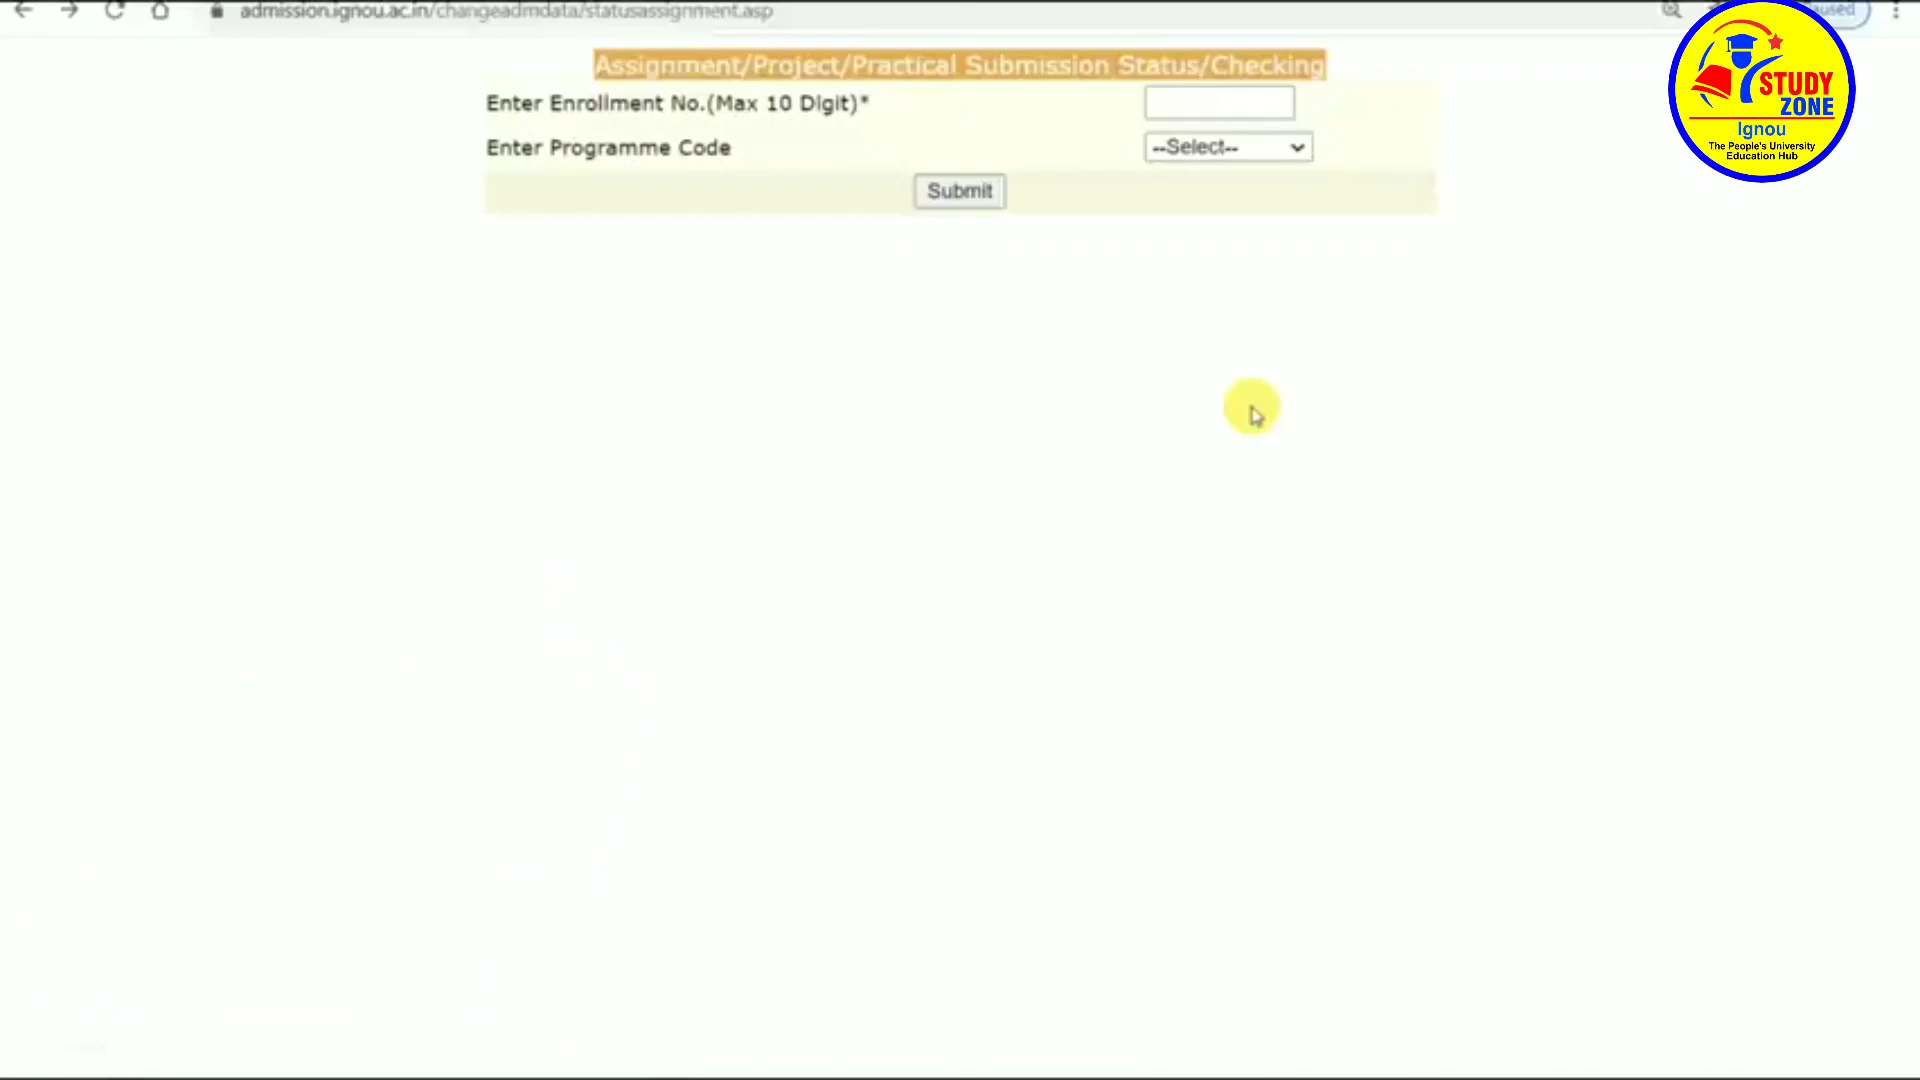 admission.ignou.ac.in/changeadmdata/statusassignment.asp
Assignment/Project/Practical Submission Status/Checking
Enter Enrollment No.(Max 10 Digit)*
Enter Programme Code
--Select--
Submit
STUDY
ZONE
Ignou
The People's University
Education Hub